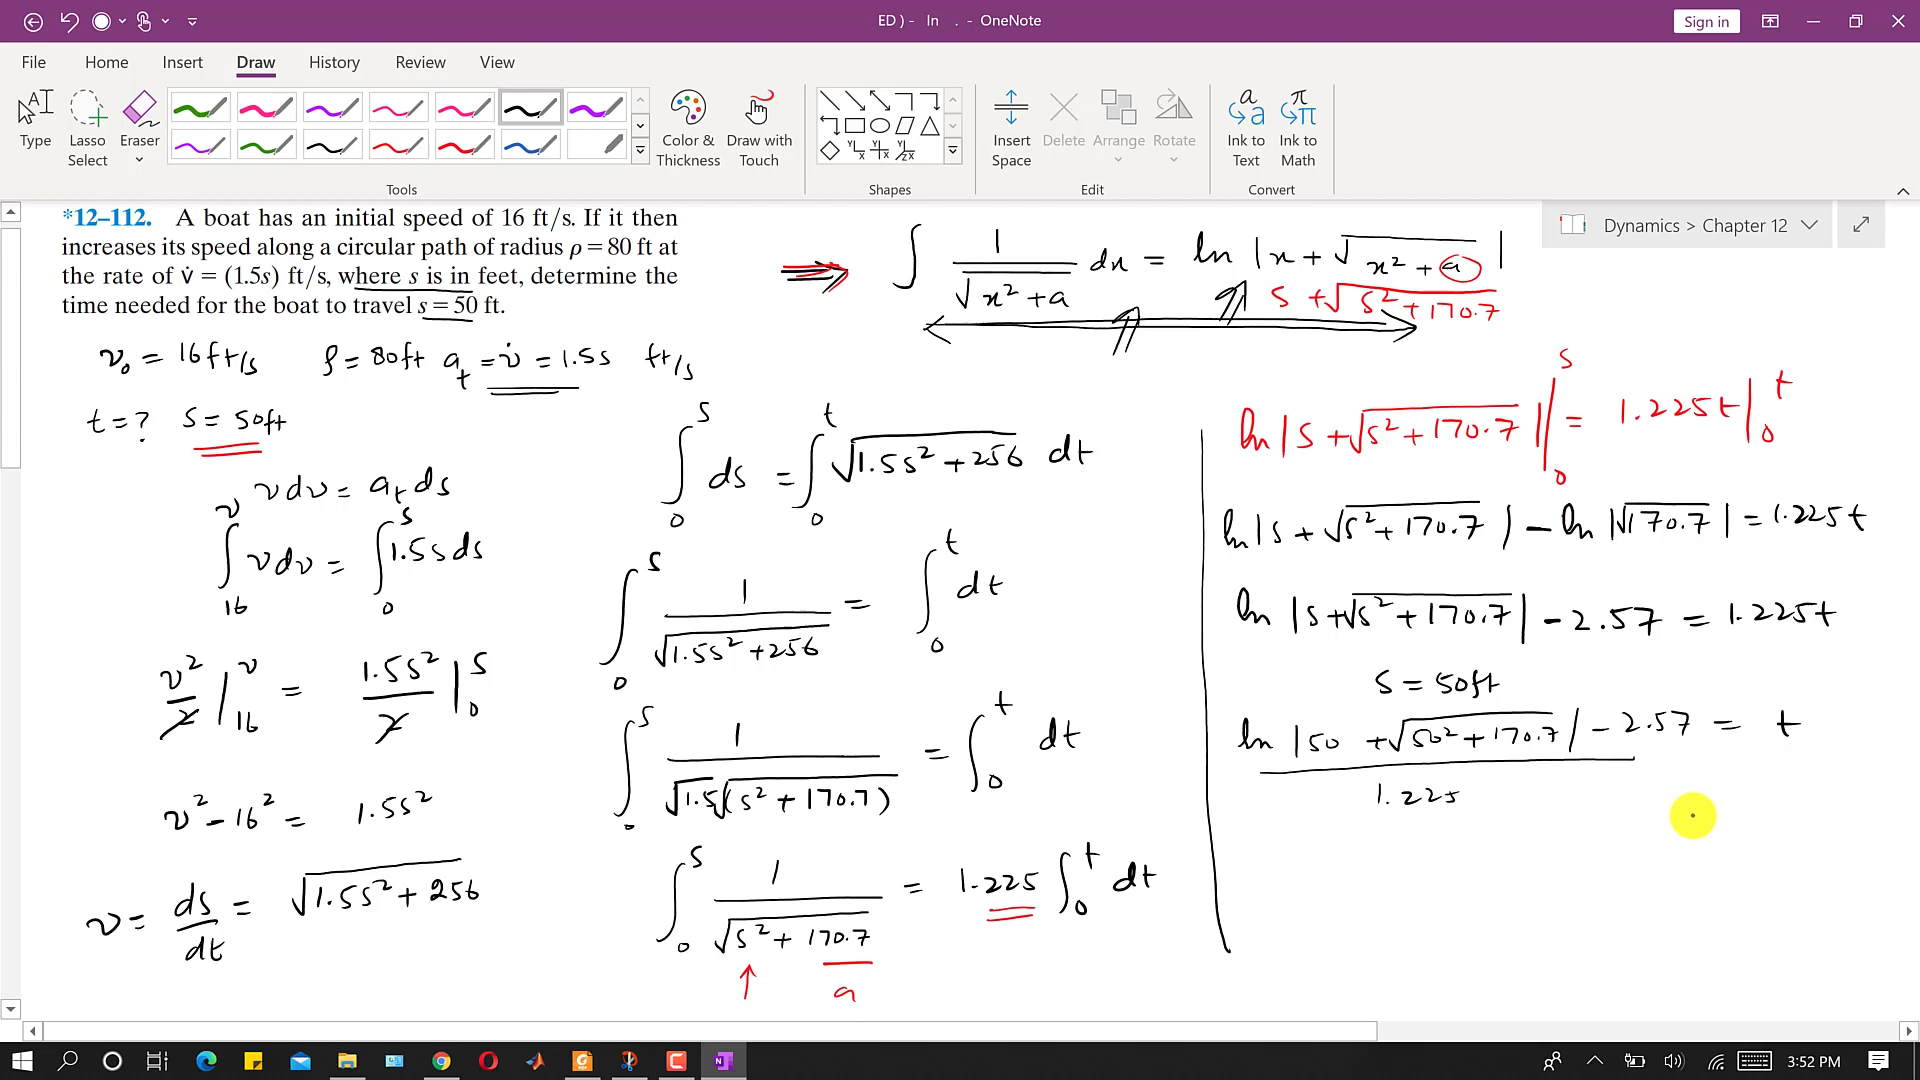 ED ) - In . - OneNote
Sign in
File Home Insert Draw History Review View
Type Lasso Select Eraser
Color & Thickness Draw with Touch
Insert Space Delete Arrange Rotate
Ink to Text Ink to Math
Tools Shapes Edit Convert
Dynamics > Chapter 12
*12–112. A boat has an initial speed of 16 ft/s. If it then
increases its speed along a circular path of radius ρ = 80 ft at
the rate of v̇ = (1.5s) ft/s, where s is in feet, determine the
time needed for the boat to travel s = 50 ft.
v₀ = 16 ft/s ρ = 80ft a_t = v̇ = 1.5s ft/s
t = ? s = 50ft
v dv = a_t ds
∫₁₆^v v dv = ∫₀^s 1.5s ds
v²/2 |₁₆^v = 1.5s²/2 |₀^s
v² - 16² = 1.5s²
v = ds/dt = √(1.5s² + 256)
∫ 1/√(x² + a) dx = ln |x + √(x² + a)|
s + √(s² + 170.7)
∫₀^s ds = ∫₀^t √(1.5s² + 256) dt
∫₀^s 1/√(1.5s² + 256) = ∫₀^t dt
∫₀^s 1/(√1.5 √(s² + 170.7)) = ∫₀^t dt
∫₀^s 1/√(s² + 170.7) = 1.225 ∫₀^t dt
a
ln |s + √(s² + 170.7)| |₀^s = 1.225t |₀^t
ln |s + √(s² + 170.7)| - ln |√170.7| = 1.225t
ln |s + √(s² + 170.7)| - 2.57 = 1.225t
s = 50ft
ln |50 + √(50² + 170.7)| - 2.57 = t
1.225
3:52 PM